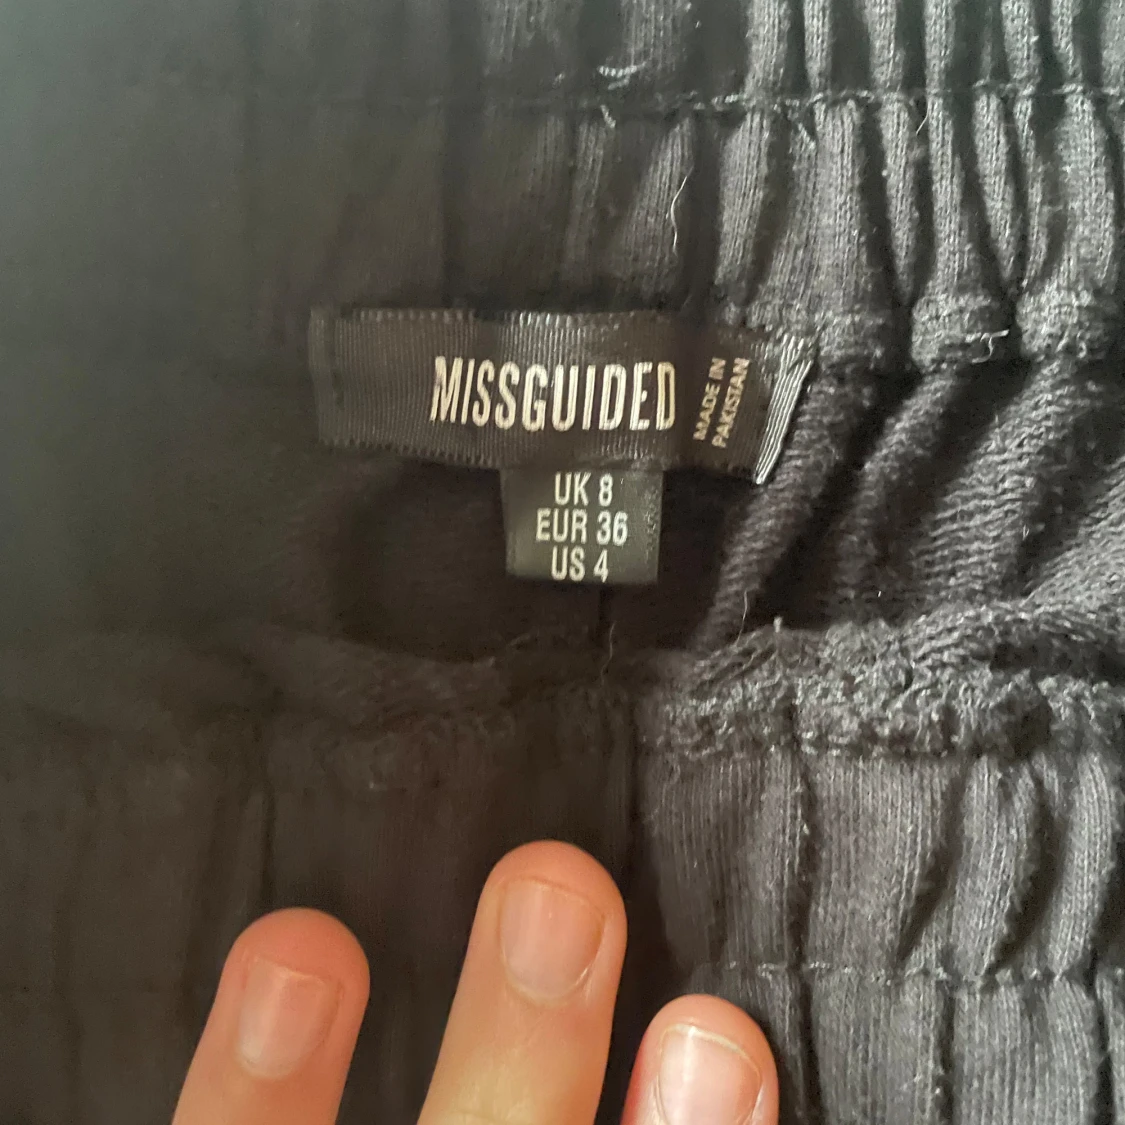 MISSGUIDED
MADE IN
PAKISTAN
UK 8
EUR 36
US 4